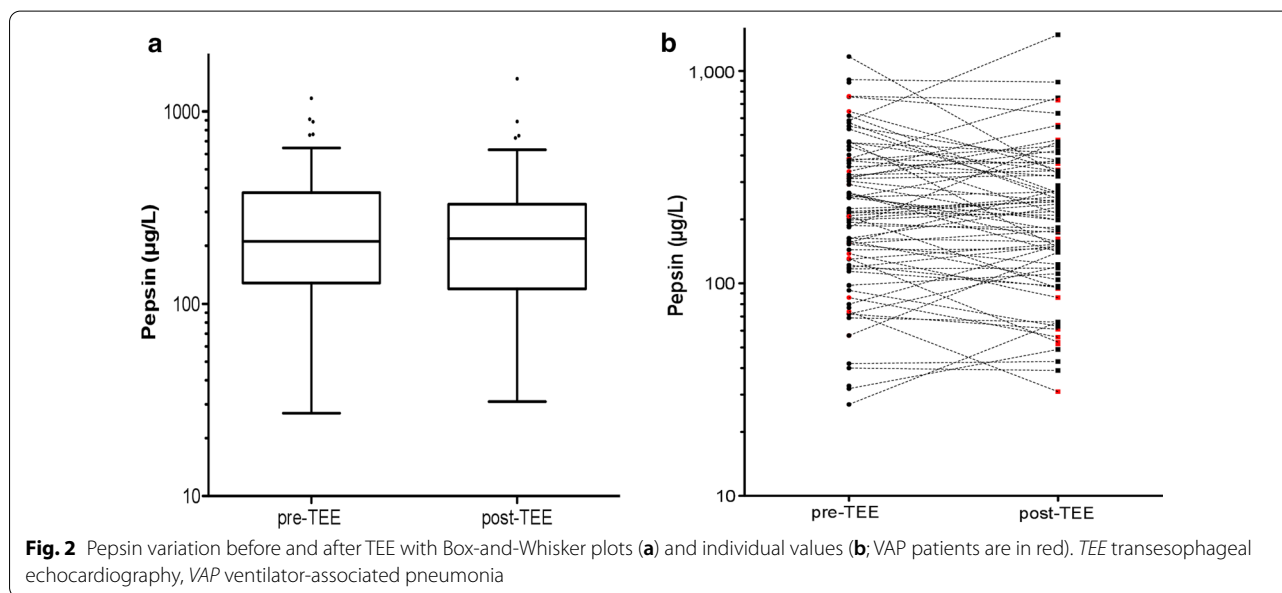 a
b
Pepsin (µg/L)
1000
100
10
pre-TEE
post-TEE
Pepsin (µg/L)
1,000
100
10
pre-TEE
post-TEE
Fig. 2 Pepsin variation before and after TEE with Box-and-Whisker plots (a) and individual values (b; VAP patients are in red). TEE transesophageal
echocardiography, VAP ventilator-associated pneumonia